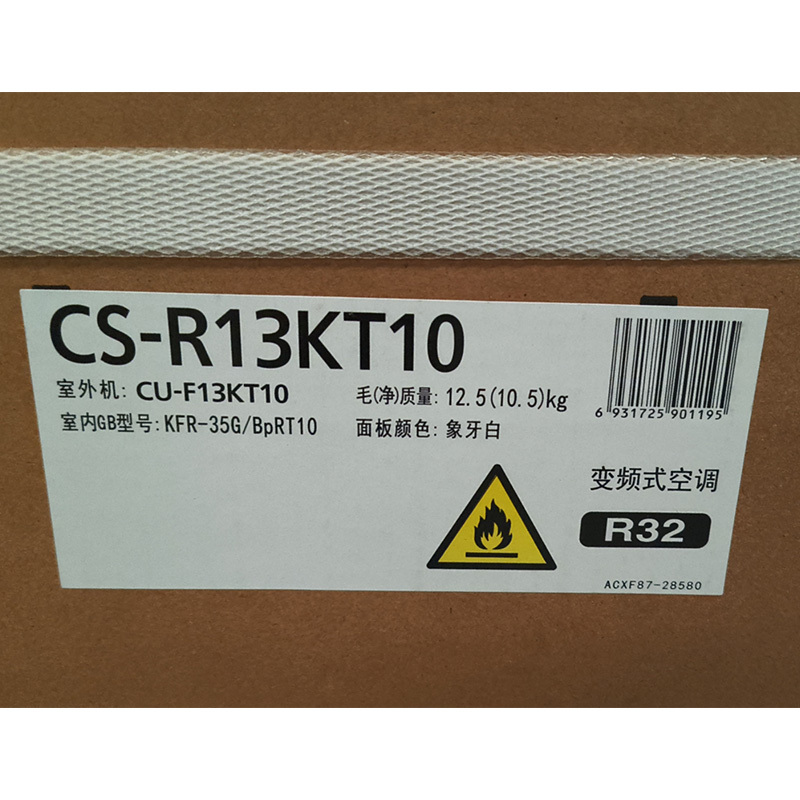 CS-R13KT10
室外机: CU-F13KT10
毛(净)质量: 12.5(10.5)kg
6 931725 901195
室内GB型号: KFR-35G/BpRT10
面板颜色: 象牙白
变频式空调
R32
ACXF87-28580